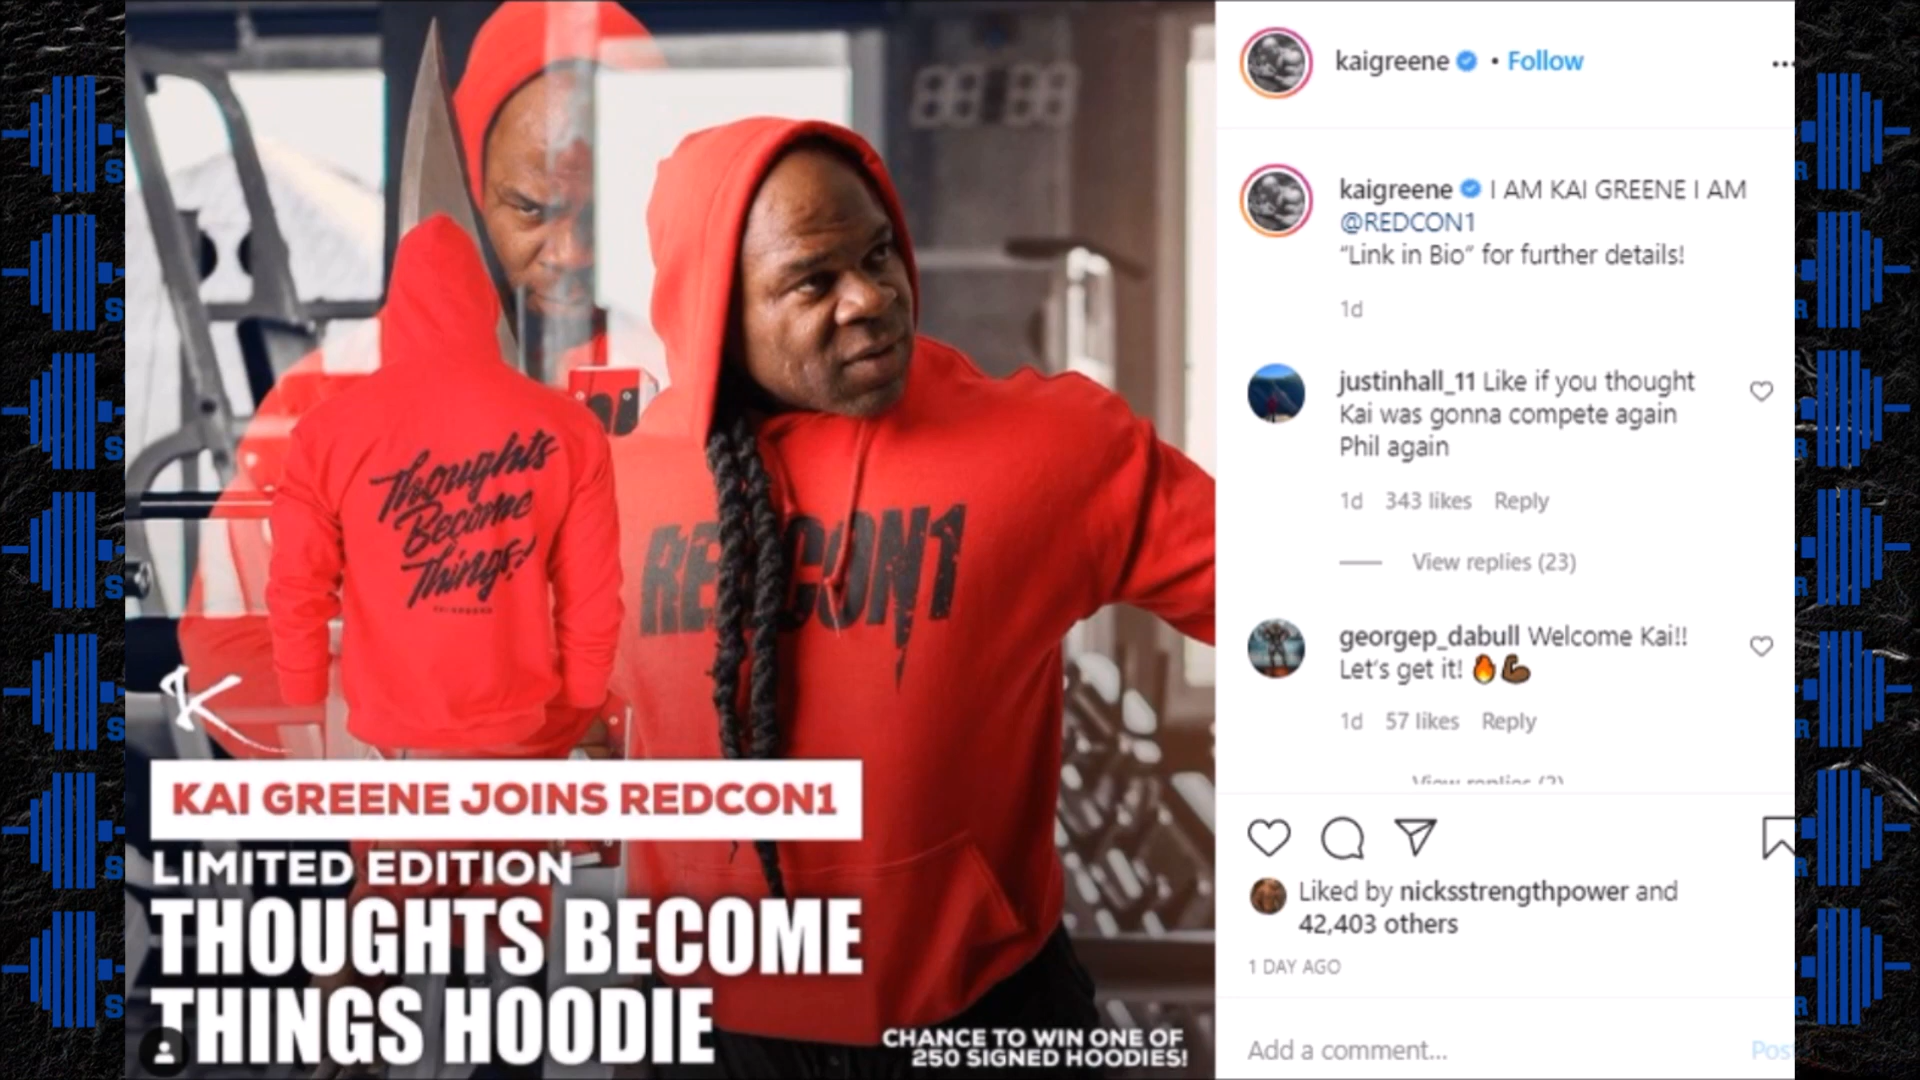 Thoughts
Become
Things.
REDCON1
K
KAI GREENE JOINS REDCON1
LIMITED EDITION
THOUGHTS BECOME
THINGS HOODIE
CHANCE TO WIN ONE OF
250 SIGNED HOODIES!
kaigreene • Follow
kaigreene I AM KAI GREENE I AM
@REDCON1
“Link in Bio” for further details!
1d
justinhall_11 Like if you thought
Kai was gonna compete again
Phil again
1d 343 likes Reply
View replies (23)
georgep_dabull Welcome Kai!!
Let's get it! 🔥💪🏾
1d 57 likes Reply
View replies (2)
Liked by nicksstrengthpower and
42,403 others
1 DAY AGO
Add a comment...
Post